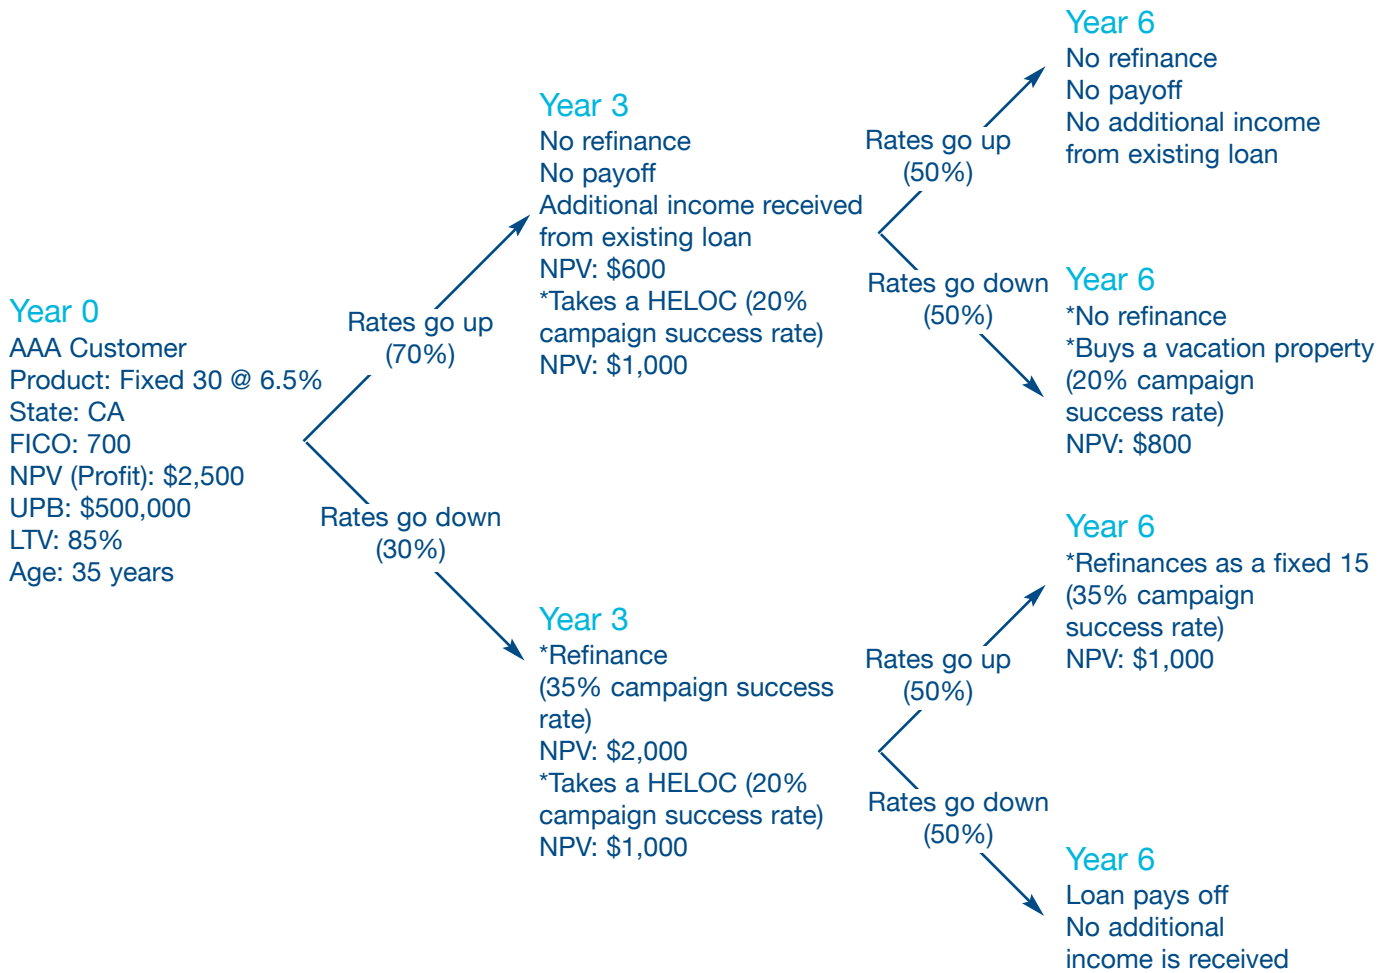 Year 0
AAA Customer
Product: Fixed 30 @ 6.5%
State: CA
FICO: 700
NPV (Profit): $2,500
UPB: $500,000
LTV: 85%
Age: 35 years
Rates go up
(70%)
Rates go down
(30%)
Year 3
No refinance
No payoff
Additional income received
from existing loan
NPV: $600
*Takes a HELOC (20%
campaign success rate)
NPV: $1,000
Year 3
*Refinance
(35% campaign success
rate)
NPV: $2,000
*Takes a HELOC (20%
campaign success rate)
NPV: $1,000
Rates go up
(50%)
Rates go down
(50%)
Rates go up
(50%)
Rates go down
(50%)
Year 6
No refinance
No payoff
No additional income
from existing loan
Year 6
*No refinance
*Buys a vacation property
(20% campaign
success rate)
NPV: $800
Year 6
*Refinances as a fixed 15
(35% campaign
success rate)
NPV: $1,000
Year 6
Loan pays off
No additional
income is received